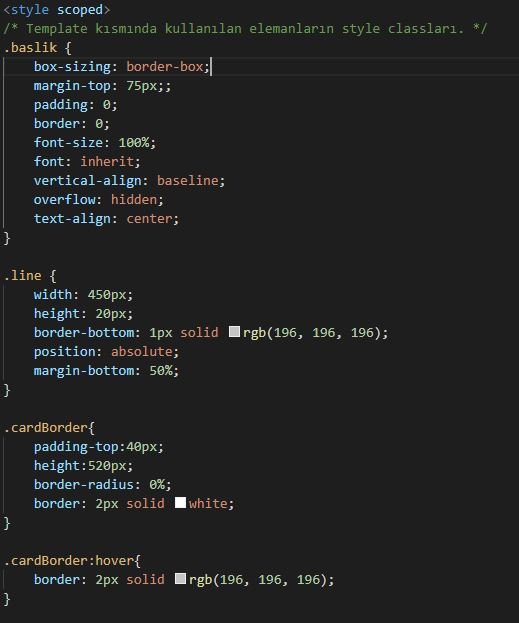 <style scoped>
/* Template kısmında kullanılan elemanların style classları. */
.baslik {
    box-sizing: border-box;
    margin-top: 75px;;
    padding: 0;
    border: 0;
    font-size: 100%;
    font: inherit;
    vertical-align: baseline;
    overflow: hidden;
    text-align: center;
}

.line {
    width: 450px;
    height: 20px;
    border-bottom: 1px solid rgb(196, 196, 196);
    position: absolute;
    margin-bottom: 50%;
}

.cardBorder{
    padding-top:40px;
    height:520px;
    border-radius: 0%;
    border: 2px solid white;
}

.cardBorder:hover{
    border: 2px solid rgb(196, 196, 196);
}